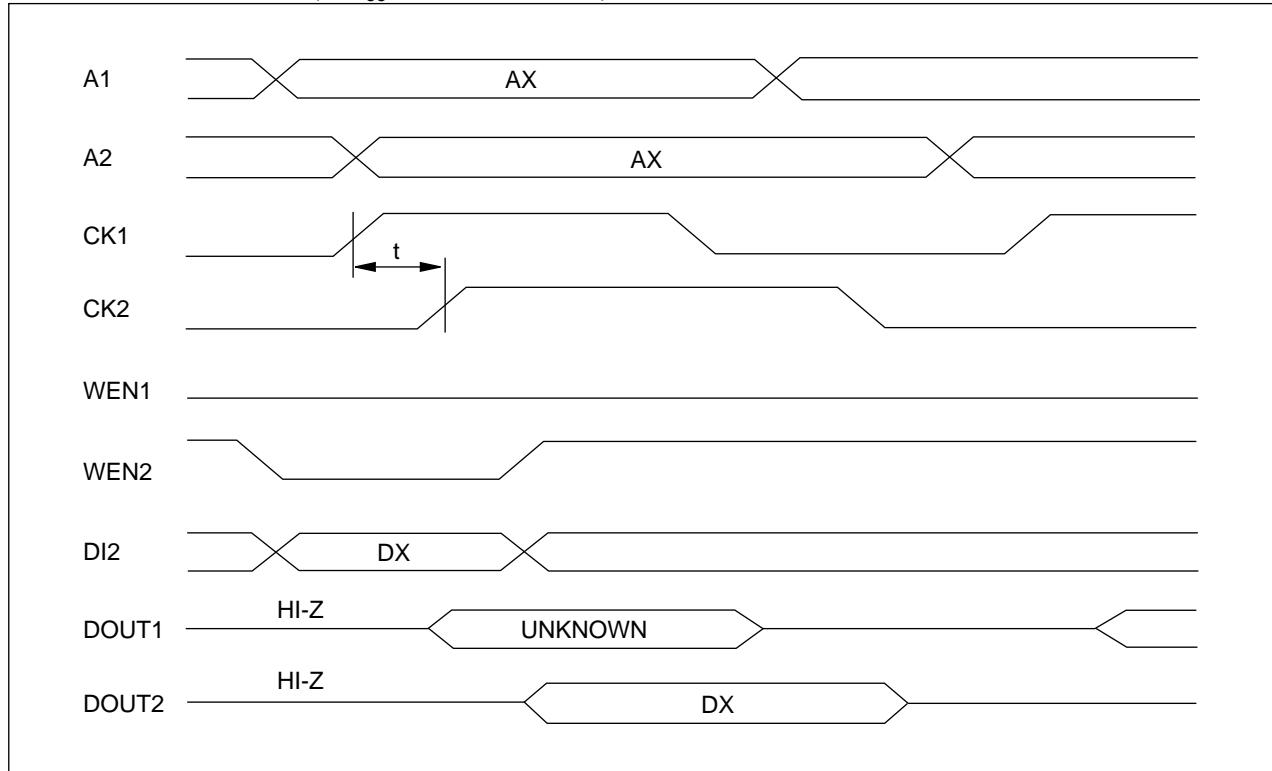 A1
AX
A2
AX
CK1
t
CK2
WEN1
WEN2
DI2
DX
HI-Z
DOUT1
UNKNOWN
HI-Z
DOUT2
DX